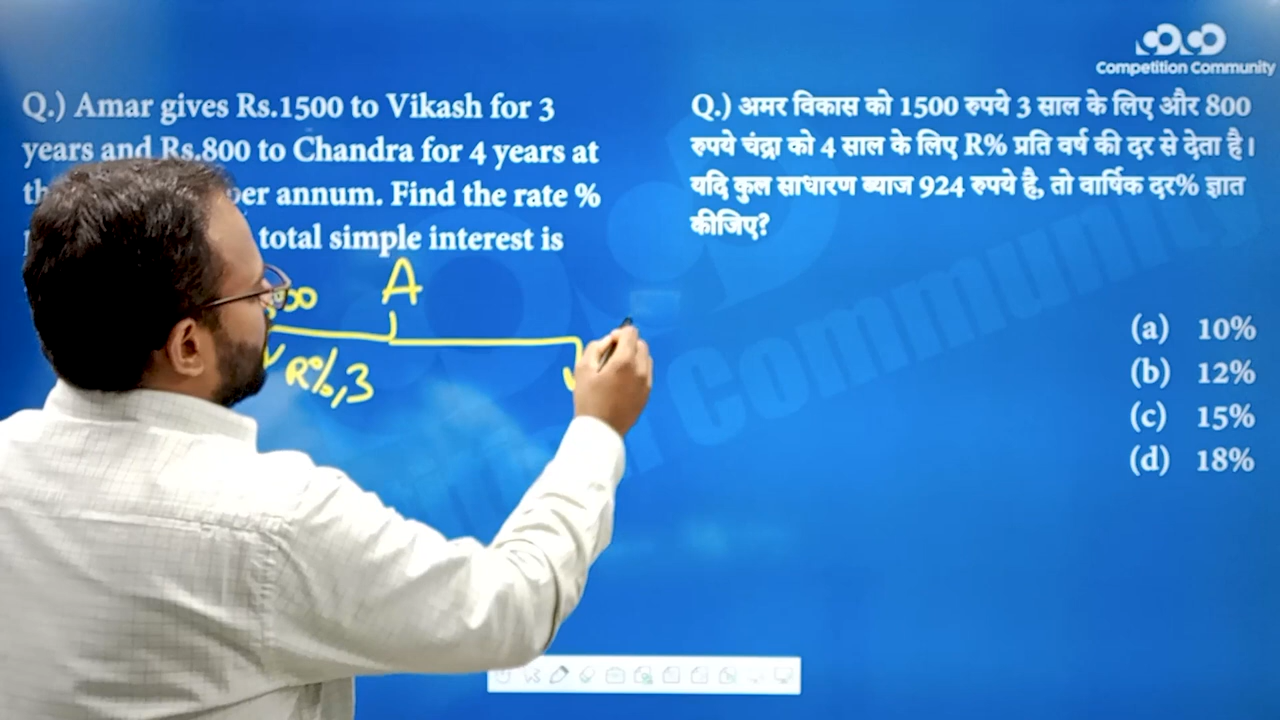 Competition Community
Q.) Amar gives Rs.1500 to Vikash for 3
years and Rs.800 to Chandra for 4 years at
per annum. Find the rate %
total simple interest is
Q.) अमर विकास को 1500 रुपये 3 साल के लिए और 800
रुपये चंद्रा को 4 साल के लिए R% प्रति वर्ष की दर से देता है।
यदि कुल साधारण ब्याज 924 रुपये है, तो वार्षिक दर% ज्ञात
कीजिए?
A
R%,3
(a) 10%
(b) 12%
(c) 15%
(d) 18%